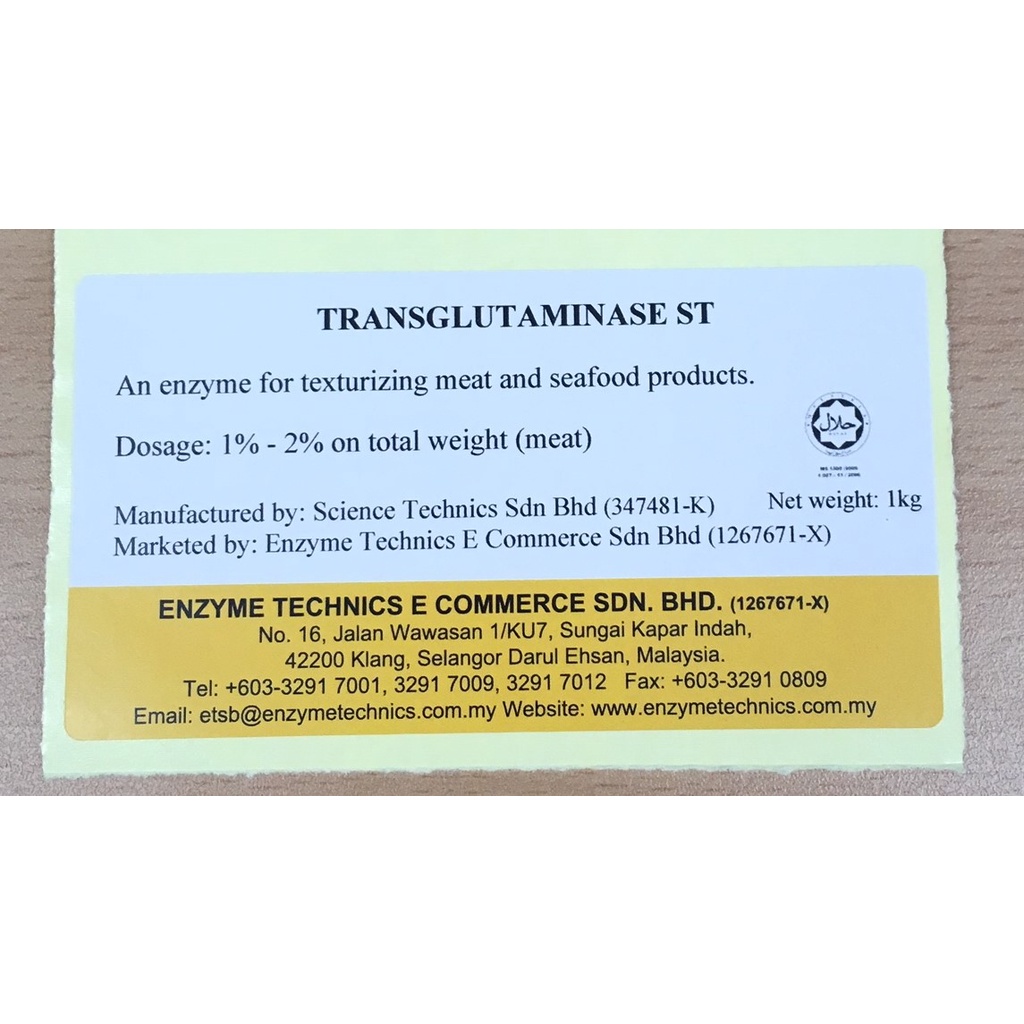 TRANSGLUTAMINASE ST
An enzyme for texturizing meat and seafood products.
Dosage: 1% - 2% on total weight (meat)
حلال
Manufactured by: Science Technics Sdn Bhd (347481-K)
Net weight: 1kg
Marketed by: Enzyme Technics E Commerce Sdn Bhd (1267671-X)
ENZYME TECHNICS E COMMERCE SDN. BHD. (1267671-X)
No. 16, Jalan Wawasan 1/KU7, Sungai Kapar Indah,
42200 Klang, Selangor Darul Ehsan, Malaysia.
Tel: +603-3291 7001, 3291 7009, 3291 7012 Fax: +603-3291 0809
Email: etsb@enzymetechnics.com.my Website: www.enzymetechnics.com.my